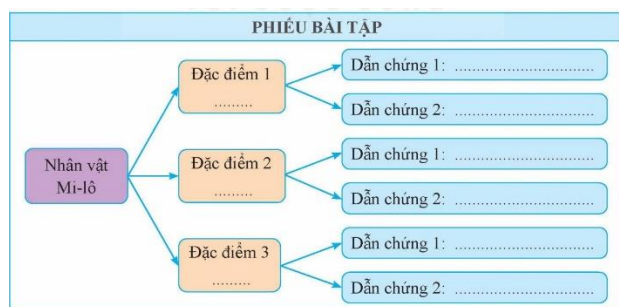 PHIẾU BÀI TẬP
Nhân vật
Mi-lô
Đặc điểm 1
.........
Dẫn chứng 1: ................................
Dẫn chứng 2: ................................
Đặc điểm 2
.........
Dẫn chứng 1: ................................
Dẫn chứng 2: ................................
Đặc điểm 3
.........
Dẫn chứng 1: ................................
Dẫn chứng 2: ................................